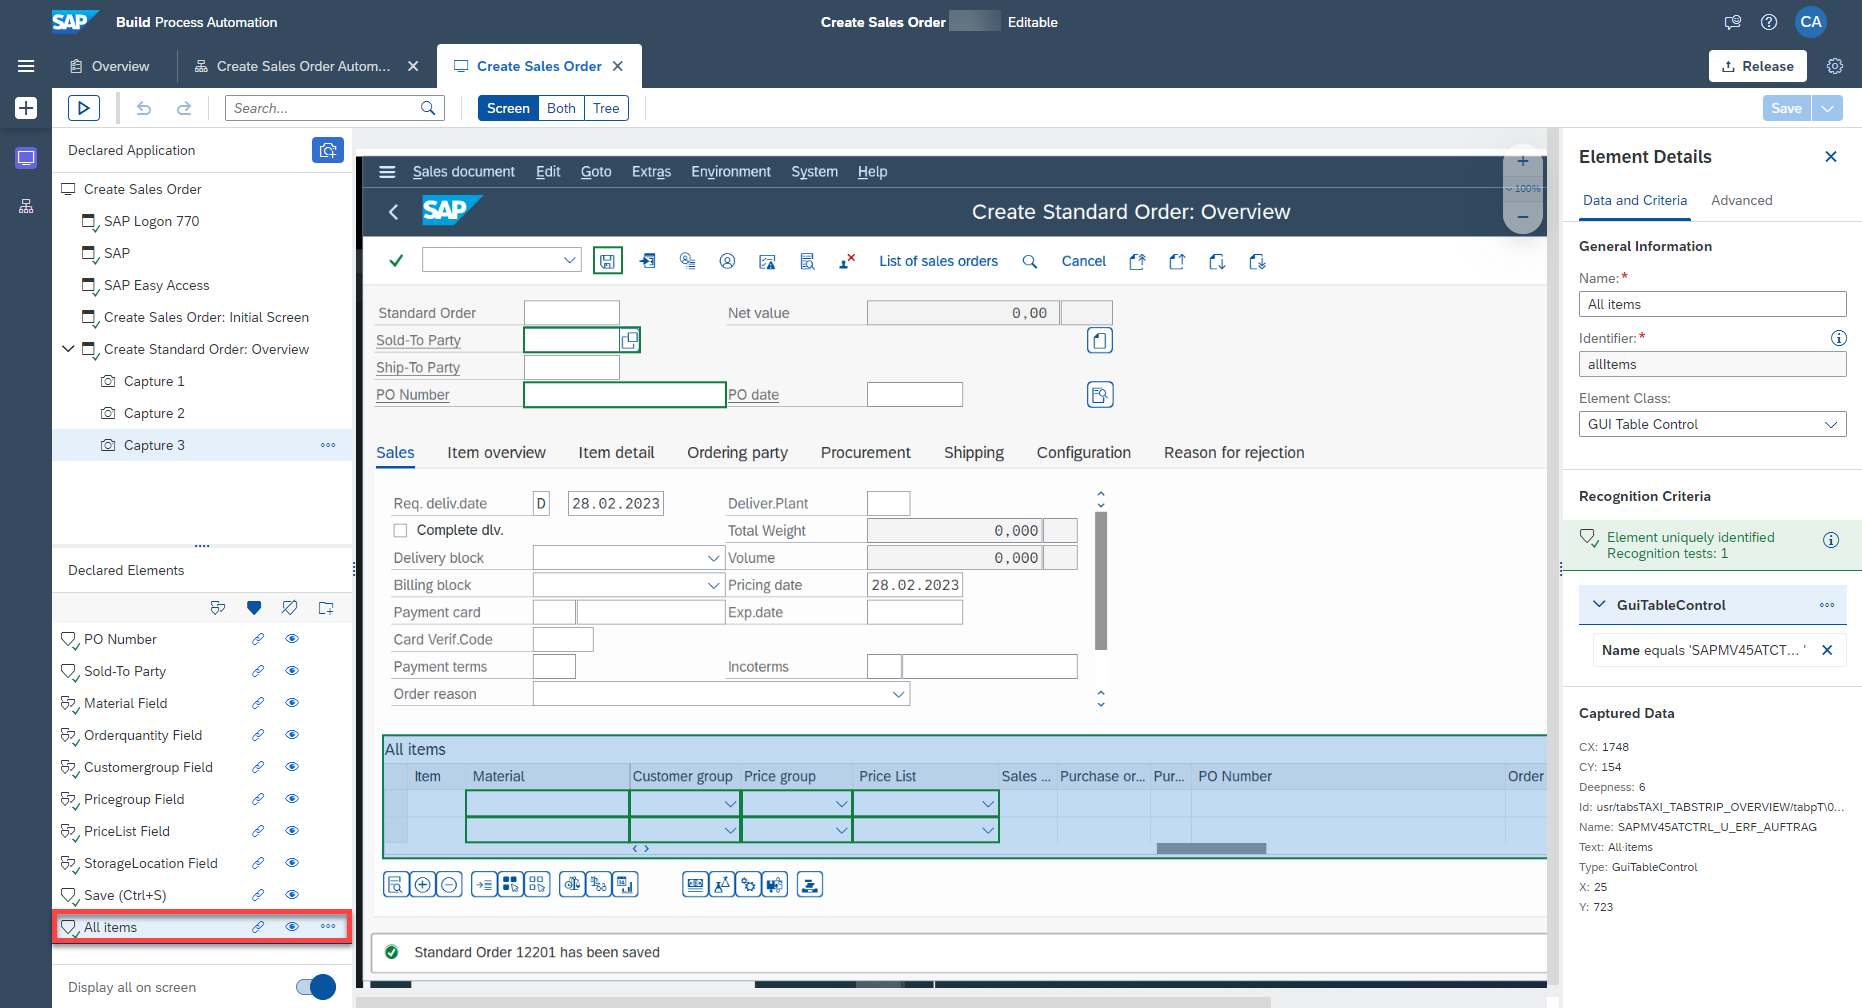 SAP Build Process Automation
Create Sales Order Editable
CA
Overview
Create Sales Order Autom...
Create Sales Order
Release
Search...
Screen Both Tree
Save
Declared Application
Create Sales Order
SAP Logon 770
SAP
SAP Easy Access
Create Sales Order: Initial Screen
Create Standard Order: Overview
Capture 1
Capture 2
Capture 3
Declared Elements
PO Number
Sold-To Party
Material Field
Orderquantity Field
Customergroup Field
Pricegroup Field
PriceList Field
StorageLocation Field
Save (Ctrl+S)
All items
Display all on screen
Sales document Edit Goto Extras Environment System Help
100%
SAP
Create Standard Order: Overview
List of sales orders
Cancel
Standard Order
Net value 0,00
Sold-To Party
Ship-To Party
PO Number
PO date
Sales Item overview Item detail Ordering party Procurement Shipping Configuration Reason for rejection
Req. deliv.date D 28.02.2023 Deliver.Plant
Complete dlv. Total Weight 0,000
Delivery block Volume 0,000
Billing block Pricing date 28.02.2023
Payment card Exp.date
Card Verif.Code
Payment terms Incoterms
Order reason
All items
Item Material Customer group Price group Price List Sales ... Purchase or... Pur... PO Number Order
Standard Order 12201 has been saved
Element Details
Data and Criteria Advanced
General Information
Name:*
All items
Identifier:*
allItems
Element Class:
GUI Table Control
Recognition Criteria
Element uniquely identified
Recognition tests: 1
GuiTableControl
Name equals 'SAPMV45ATCT... '
Captured Data
CX: 1748
CY: 154
Deepness: 6
Id: usr/tabsTAXI_TABSTRIP_OVERVIEW/tabpT\0...
Name: SAPMV45ATCTRL_U_ERF_AUFTRAG
Text: All·items
Type: GuiTableControl
X: 25
Y: 723